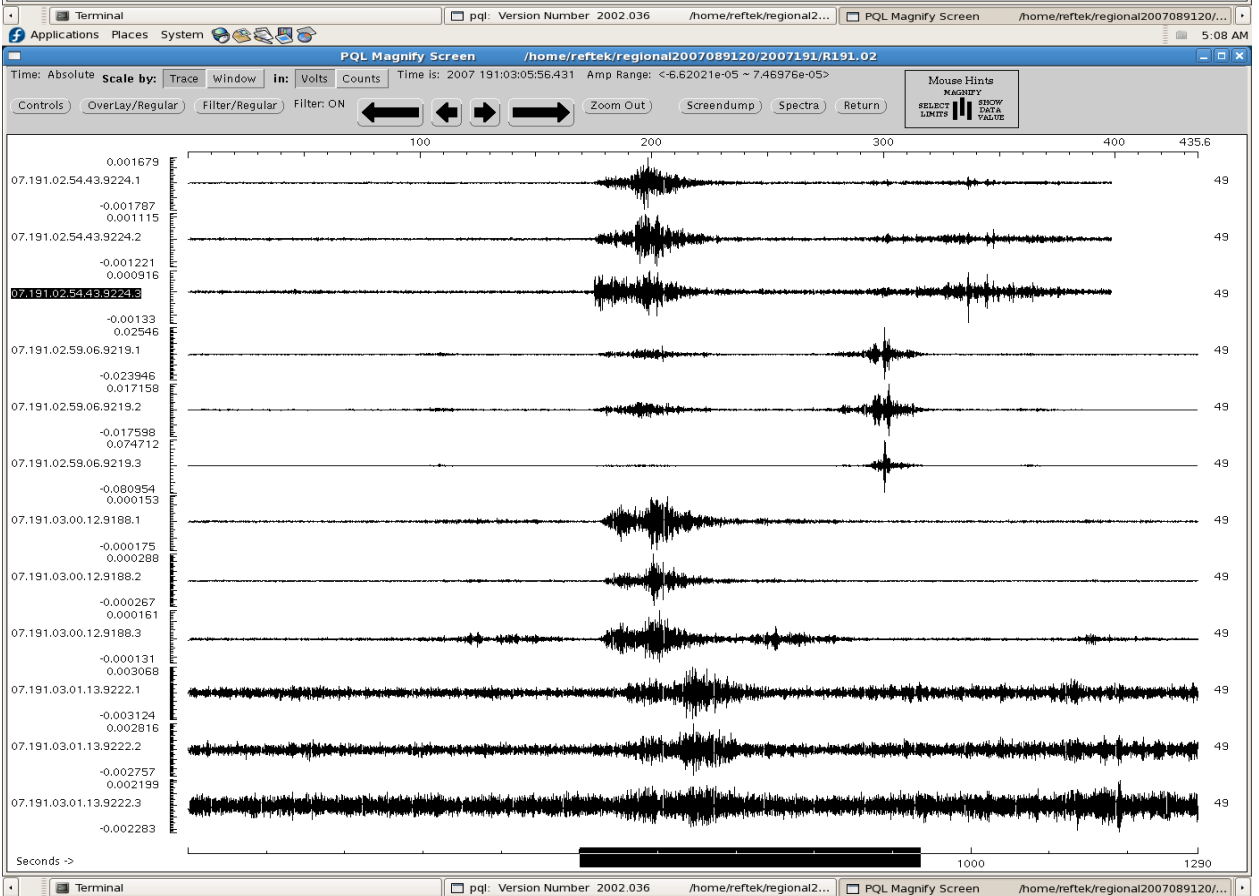 Terminal
pql: Version Number 2002.036 /home/reftek/regional2...
PQL Magnify Screen /home/reftek/regional2007089120/...
Applications Places System
5:08 AM
PQL Magnify Screen /home/reftek/regional2007089120/2007191/R191.02
Time: Absolute Scale by: Trace Window in: Volts Counts Time is: 2007 191:03:05:56.431 Amp Range: <-6.62021e-05 ~ 7.46976e-05>
Controls OverLay/Regular Filter/Regular Filter: ON Zoom Out Screendump Spectra Return
Mouse Hints
MAGNIFY
SELECT LIMITS
SHOW DATA VALUE
100 200 300 400 435.6
0.001679
07.191.02.54.43.9224.1 49
-0.001787
0.001115
07.191.02.54.43.9224.2 49
-0.001221
0.000916
07.191.02.54.43.9224.3 49
-0.00133
0.02546
07.191.02.59.06.9219.1 49
-0.023946
0.017158
07.191.02.59.06.9219.2 49
-0.017598
0.074712
07.191.02.59.06.9219.3 49
-0.080954
0.000153
07.191.03.00.12.9188.1 49
-0.000175
0.000288
07.191.03.00.12.9188.2 49
-0.000267
0.000161
07.191.03.00.12.9188.3 49
-0.000131
0.003068
07.191.03.01.13.9222.1 49
-0.003124
0.002816
07.191.03.01.13.9222.2 49
-0.002757
0.002199
07.191.03.01.13.9222.3 49
-0.002283
Seconds -> 1000 1290
Terminal
pql: Version Number 2002.036 /home/reftek/regional2...
PQL Magnify Screen /home/reftek/regional2007089120/...